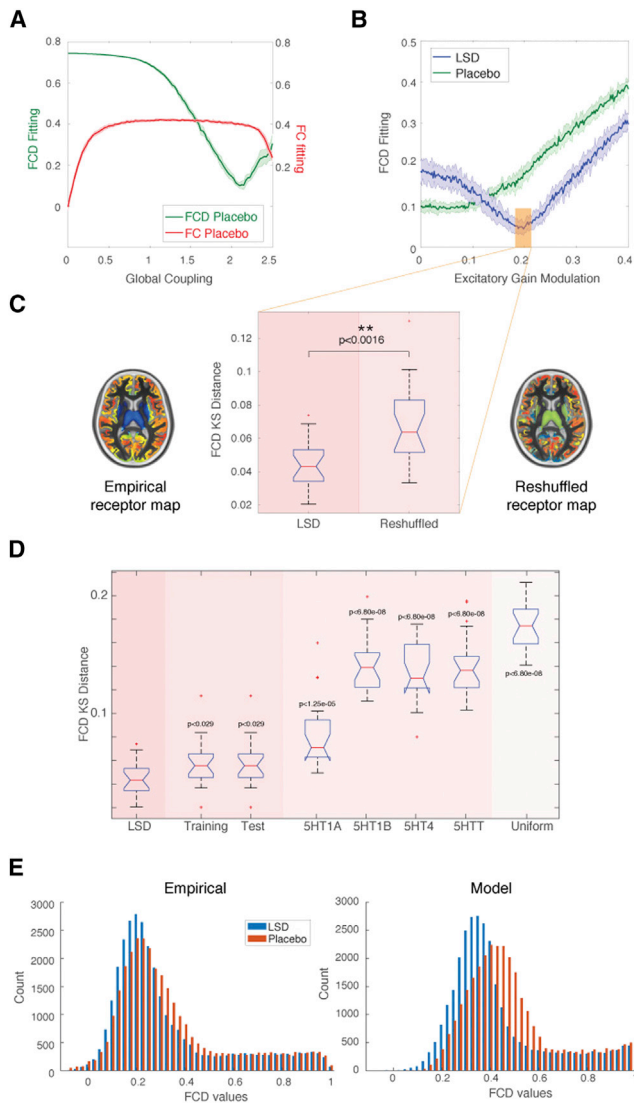 A
0.8
0.6
0.4
0.2
0
FCD Fitting
0.8
0.6
0.4
0.2
FC fitting
FCD Placebo
FC Placebo
0 0.5 1 1.5 2 2.5
Global Coupling
B
0.5
0.4
0.3
0.2
0.1
0
FCD Fitting
LSD
Placebo
0 0.1 0.2 0.3 0.4
Excitatory Gain Modulation
C
Empirical
receptor map
0.12
0.1
0.08
0.06
0.04
0.02
FCD KS Distance
**
p<0.0016
LSD Reshuffled
Reshuffled
receptor map
D
0.2
0.1
FCD KS Distance
p<0.029
p<0.029
p<1.25e-05
p<6.80e-08
p<6.80e-08
p<6.80e-08
p<6.80e-08
LSD Training Test 5HT1A 5HT1B 5HT4 5HTT Uniform
E
Empirical
3000
2500
2000
1500
1000
500
0
Count
LSD
Placebo
0 0.2 0.4 0.6 0.8 1
FCD values
Model
3000
2500
2000
1500
1000
500
0
Count
0 0.2 0.4 0.6 0.8 1
FCD values